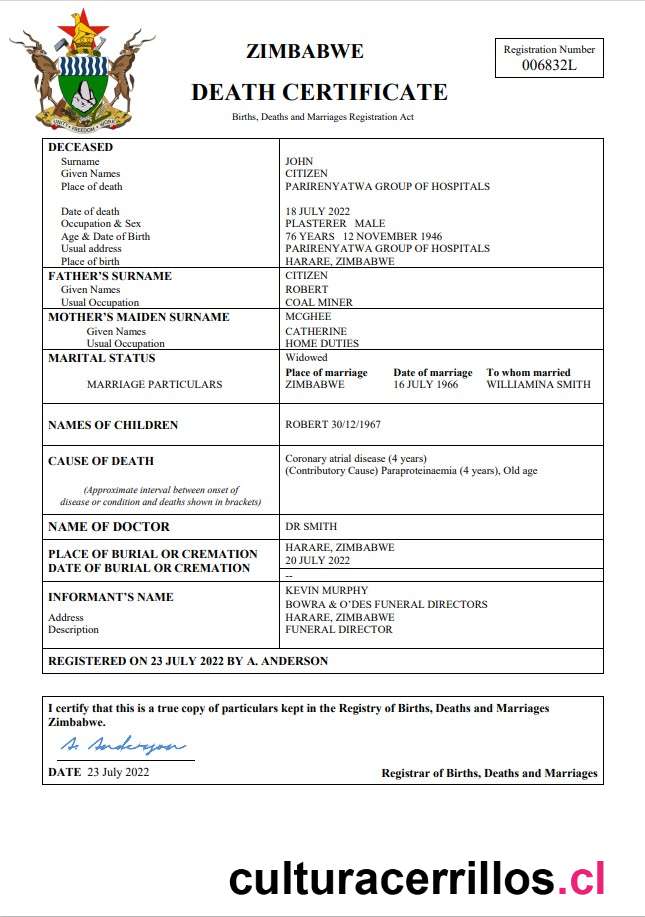 ZIMBABWE
DEATH CERTIFICATE
Births, Deaths and Marriages Registration Act
Registration Number
006832L
UNITY FREEDOM WORK
DECEASED
Surname JOHN
Given Names CITIZEN
Place of death PARIRENYATWA GROUP OF HOSPITALS
Date of death 18 JULY 2022
Occupation & Sex PLASTERER MALE
Age & Date of Birth 76 YEARS 12 NOVEMBER 1946
Usual address PARIRENYATWA GROUP OF HOSPITALS
Place of birth HARARE, ZIMBABWE
FATHER'S SURNAME CITIZEN
Given Names ROBERT
Usual Occupation COAL MINER
MOTHER'S MAIDEN SURNAME MCGHEE
Given Names CATHERINE
Usual Occupation HOME DUTIES
MARITAL STATUS Widowed
Place of marriage Date of marriage To whom married
MARRIAGE PARTICULARS ZIMBABWE 16 JULY 1966 WILLIAMINA SMITH
NAMES OF CHILDREN ROBERT 30/12/1967
CAUSE OF DEATH Coronary atrial disease (4 years)
(Contributory Cause) Paraproteinaemia (4 years), Old age
(Approximate interval between onset of
disease or condition and deaths shown in brackets)
NAME OF DOCTOR DR SMITH
PLACE OF BURIAL OR CREMATION HARARE, ZIMBABWE
DATE OF BURIAL OR CREMATION 20 JULY 2022
--
INFORMANT'S NAME KEVIN MURPHY
BOWRA & O'DES FUNERAL DIRECTORS
Address HARARE, ZIMBABWE
Description FUNERAL DIRECTOR
REGISTERED ON 23 JULY 2022 BY A. ANDERSON
I certify that this is a true copy of particulars kept in the Registry of Births, Deaths and Marriages
Zimbabwe.
A. Anderson
DATE 23 July 2022
Registrar of Births, Deaths and Marriages
culturacerrillos.cl